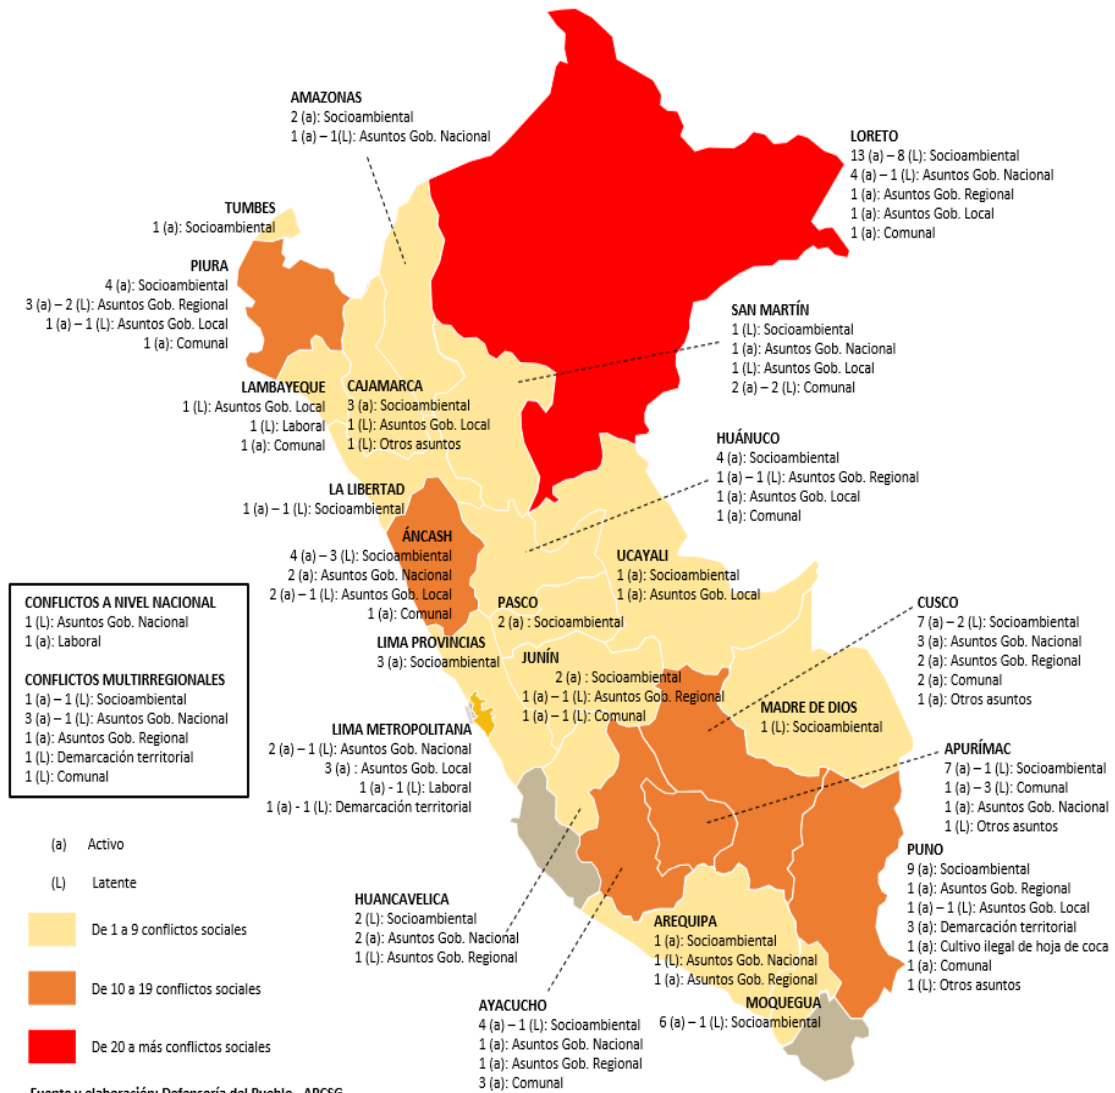 AMAZONAS
2 (a): Socioambiental
1 (a) – 1(L): Asuntos Gob. Nacional
LORETO
13 (a) – 8 (L): Socioambiental
4 (a) – 1 (L): Asuntos Gob. Nacional
1 (a): Asuntos Gob. Regional
1 (a): Asuntos Gob. Local
1 (a): Comunal
TUMBES
1 (a): Socioambiental
PIURA
4 (a): Socioambiental
3 (a) – 2 (L): Asuntos Gob. Regional
1 (a) – 1 (L): Asuntos Gob. Local
1 (a): Comunal
SAN MARTÍN
1 (L): Socioambiental
1 (a): Asuntos Gob. Nacional
1 (L): Asuntos Gob. Local
2 (a) – 2 (L): Comunal
LAMBAYEQUE
1 (L): Asuntos Gob. Local
1 (L): Laboral
1 (a): Comunal
CAJAMARCA
3 (a): Socioambiental
1 (L): Asuntos Gob. Local
1 (L): Otros asuntos
HUÁNUCO
4 (a): Socioambiental
1 (a) – 1 (L): Asuntos Gob. Regional
1 (a): Asuntos Gob. Local
1 (a): Comunal
LA LIBERTAD
1 (a) – 1 (L): Socioambiental
ÁNCASH
4 (a) – 3 (L): Socioambiental
2 (a): Asuntos Gob. Nacional
2 (a) – 1 (L): Asuntos Gob. Local
1 (a): Comunal
UCAYALI
1 (a): Socioambiental
1 (a): Asuntos Gob. Local
PASCO
2 (a) : Socioambiental
CONFLICTOS A NIVEL NACIONAL
1 (L): Asuntos Gob. Nacional
1 (a): Laboral
CONFLICTOS MULTIRREGIONALES
1 (a) – 1 (L): Socioambiental
3 (a) – 1 (L): Asuntos Gob. Nacional
1 (a): Asuntos Gob. Regional
1 (L): Demarcación territorial
1 (L): Comunal
CUSCO
7 (a) – 2 (L): Socioambiental
3 (a): Asuntos Gob. Nacional
2 (a): Asuntos Gob. Regional
2 (a): Comunal
1 (a): Otros asuntos
LIMA PROVINCIAS
3 (a): Socioambiental
JUNÍN
2 (a) : Socioambiental
1 (a) – 1 (L): Asuntos Gob. Regional
1 (a) – 1 (L): Comunal
MADRE DE DIOS
1 (L): Socioambiental
LIMA METROPOLITANA
2 (a) – 1 (L): Asuntos Gob. Nacional
3 (a) : Asuntos Gob. Local
1 (a) - 1 (L): Laboral
1 (a) - 1 (L): Demarcación territorial
APURÍMAC
7 (a) – 1 (L): Socioambiental
1 (a) – 3 (L): Comunal
1 (a): Asuntos Gob. Nacional
1 (L): Otros asuntos
(a) Activo
(L) Latente
De 1 a 9 conflictos sociales
De 10 a 19 conflictos sociales
De 20 a más conflictos sociales
PUNO
9 (a): Socioambiental
1 (a): Asuntos Gob. Regional
1 (a) – 1 (L): Asuntos Gob. Local
3 (a): Demarcación territorial
1 (a): Cultivo ilegal de hoja de coca
1 (a): Comunal
1 (L): Otros asuntos
HUANCAVELICA
2 (L): Socioambiental
2 (a): Asuntos Gob. Nacional
1 (L): Asuntos Gob. Regional
AREQUIPA
1 (a): Socioambiental
1 (L): Asuntos Gob. Nacional
1 (a): Asuntos Gob. Regional
MOQUEGUA
6 (a) – 1 (L): Socioambiental
AYACUCHO
4 (a) – 1 (L): Socioambiental
1 (a): Asuntos Gob. Nacional
1 (a): Asuntos Gob. Regional
3 (a): Comunal
Fuente y elaboración: Defensoría del Pueblo - APCSG